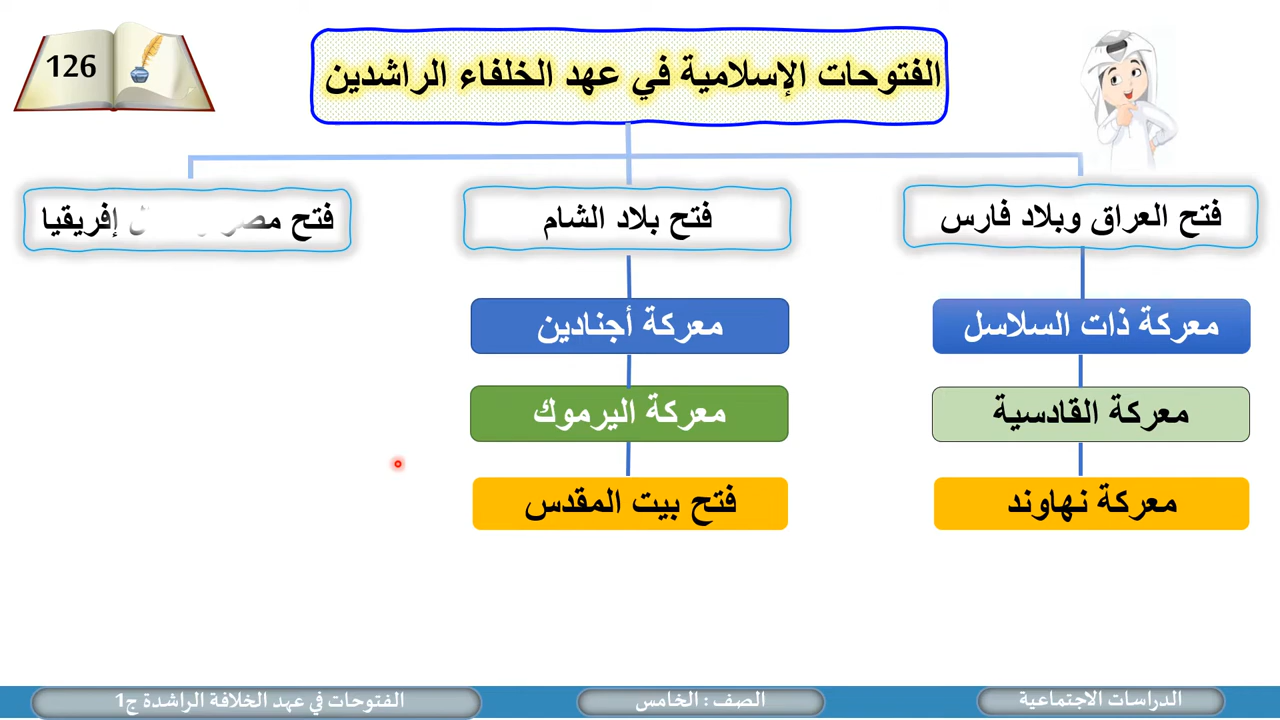 126
الفتوحات الإسلامية في عهد الخلفاء الراشدين
فتح العراق وبلاد فارس
فتح بلاد الشام
فتح مصر إفريقيا
معركة ذات السلاسل
معركة أجنادين
معركة القادسية
معركة اليرموك
معركة نهاوند
فتح بيت المقدس
الدراسات الاجتماعية
الصف : الخامس
الفتوحات في عهد الخلافة الراشدة ج1